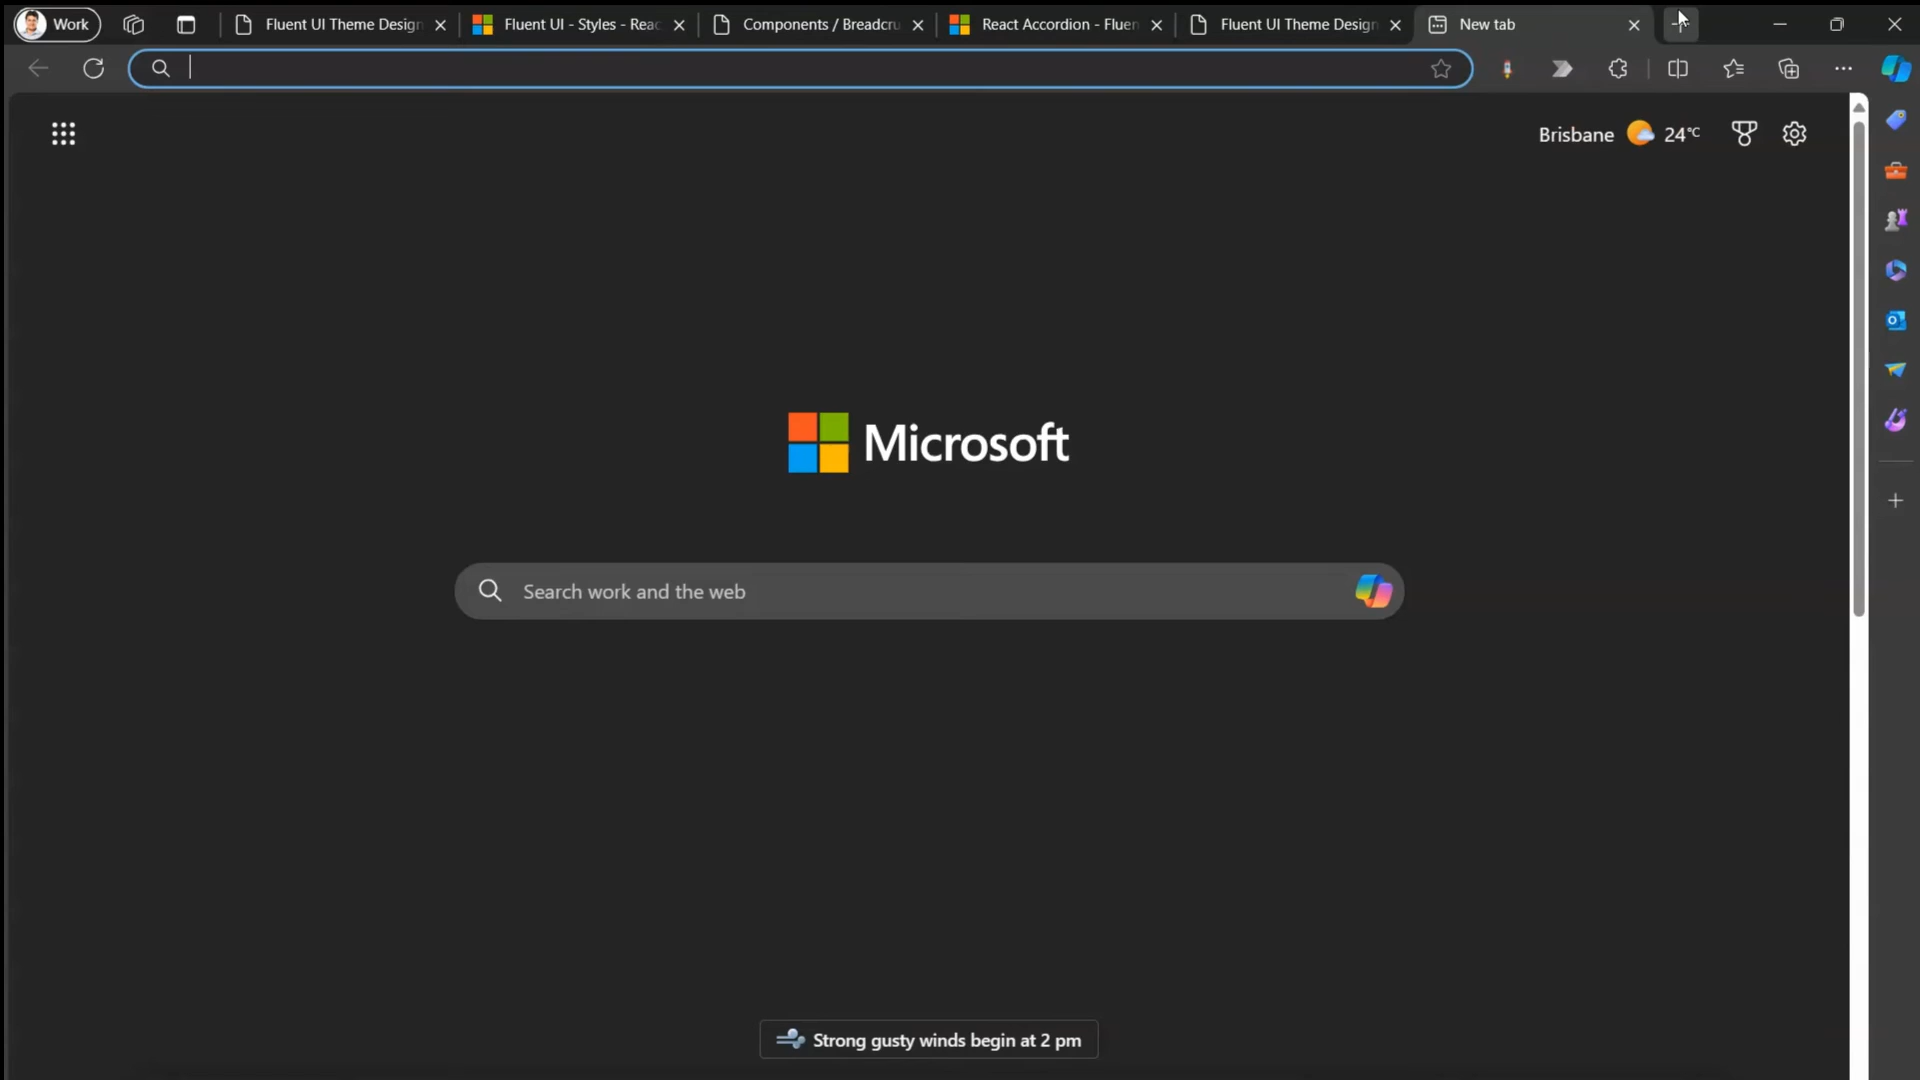 Work
Fluent UI Theme Design
Fluent UI - Styles - Reac
Components / Breadcru
React Accordion - Fluen
Fluent UI Theme Design
New tab
Brisbane 24°C
Microsoft
Search work and the web
Strong gusty winds begin at 2 pm